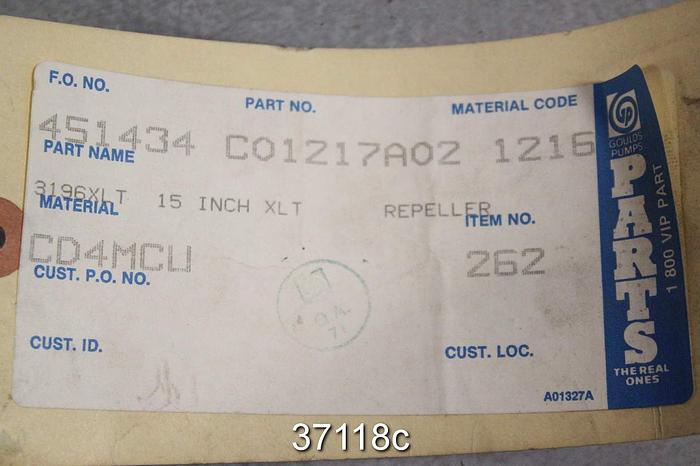 F.O. NO.
PART NO.
MATERIAL CODE
451434 C01217A02 1216
PART NAME
3196XLT 15 INCH XLT REPELLER
MATERIAL
ITEM NO.
CD4MCU
262
CUST. P.O. NO.
Q.A.
71
CUST. ID.
CUST. LOC.
A01327A
GOULDS
PUMPS
PARTS
THE REAL
ONES
1 800 VIP PART
37118c